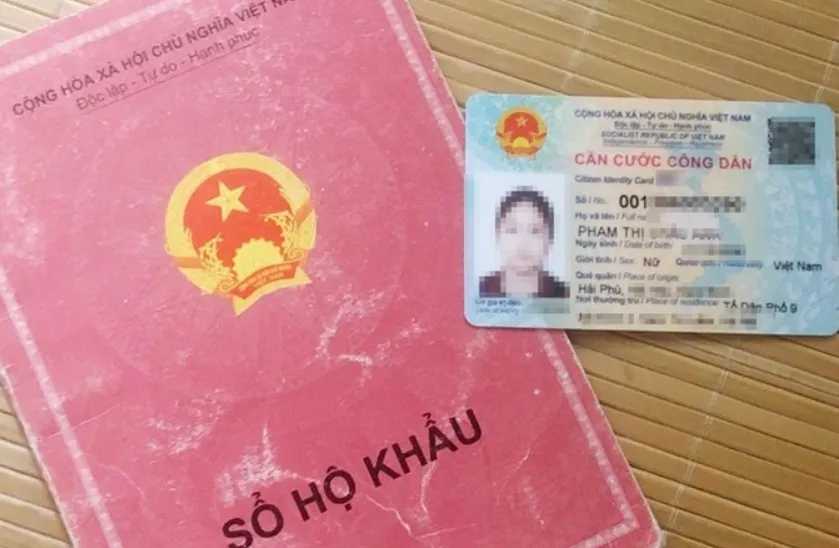 CỘNG HÒA XÃ HỘI CHỦ NGHĨA VIỆT NAM
Độc lập - Tự do - Hạnh phúc
SỔ HỘ KHẨU
CỘNG HÒA XÃ HỘI CHỦ NGHĨA VIỆT NAM
Độc lập - Tự do - Hạnh phúc
SOCIALIST REPUBLIC OF VIET NAM
Independence - Freedom - Happiness
CĂN CƯỚC CÔNG DÂN
Citizen Identity Card
Số / No. 001
Họ và tên / Full
PHẠM THỊ
Ngày sinh / Date of birth:
Giới tính / Sex: Nữ Việt Nam
Quê quán / Place of origin:
Hải Phú,
Nơi thường trú / Place of residence: Tổ Dân Phố 9